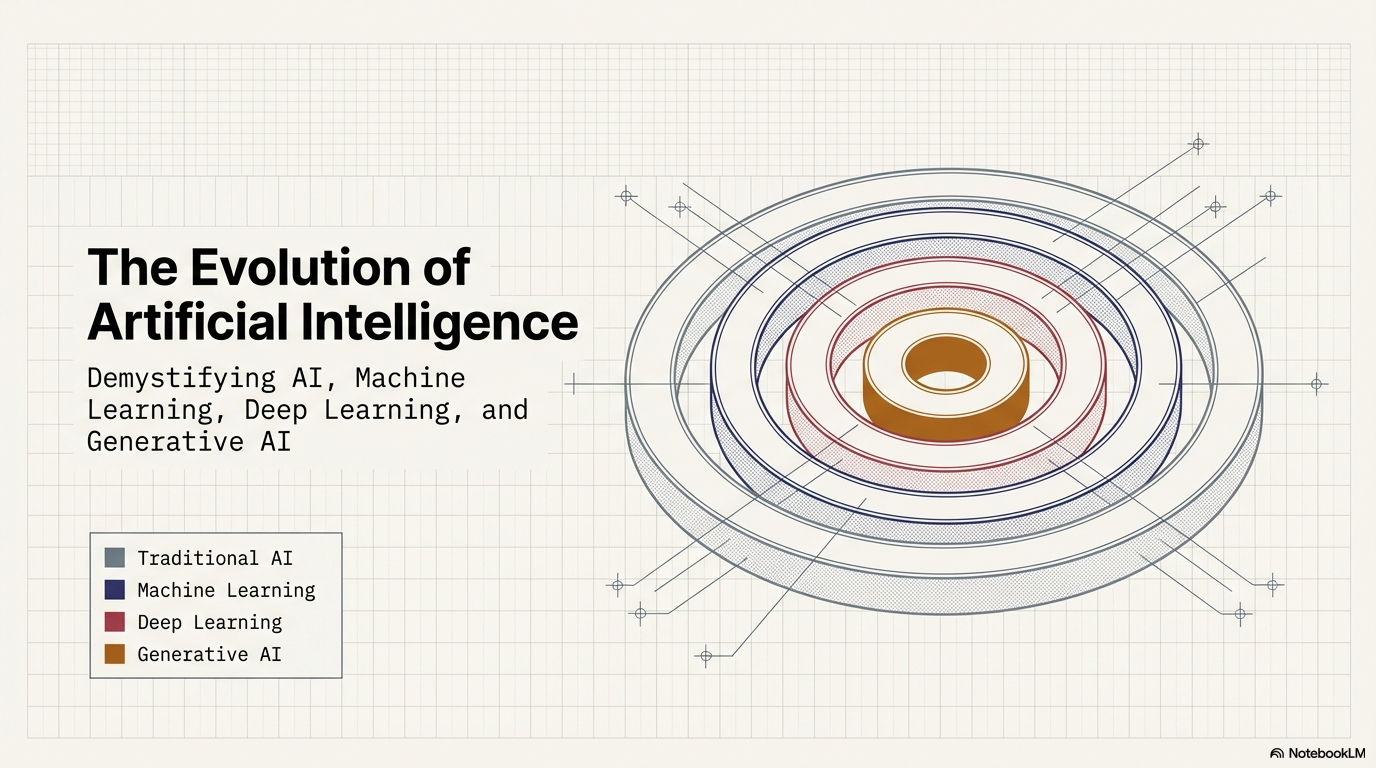 The Evolution of
Artificial Intelligence
Demystifying AI, Machine
Learning, Deep Learning, and
Generative AI
Traditional AI
Machine Learning
Deep Learning
Generative AI
NotebookLM